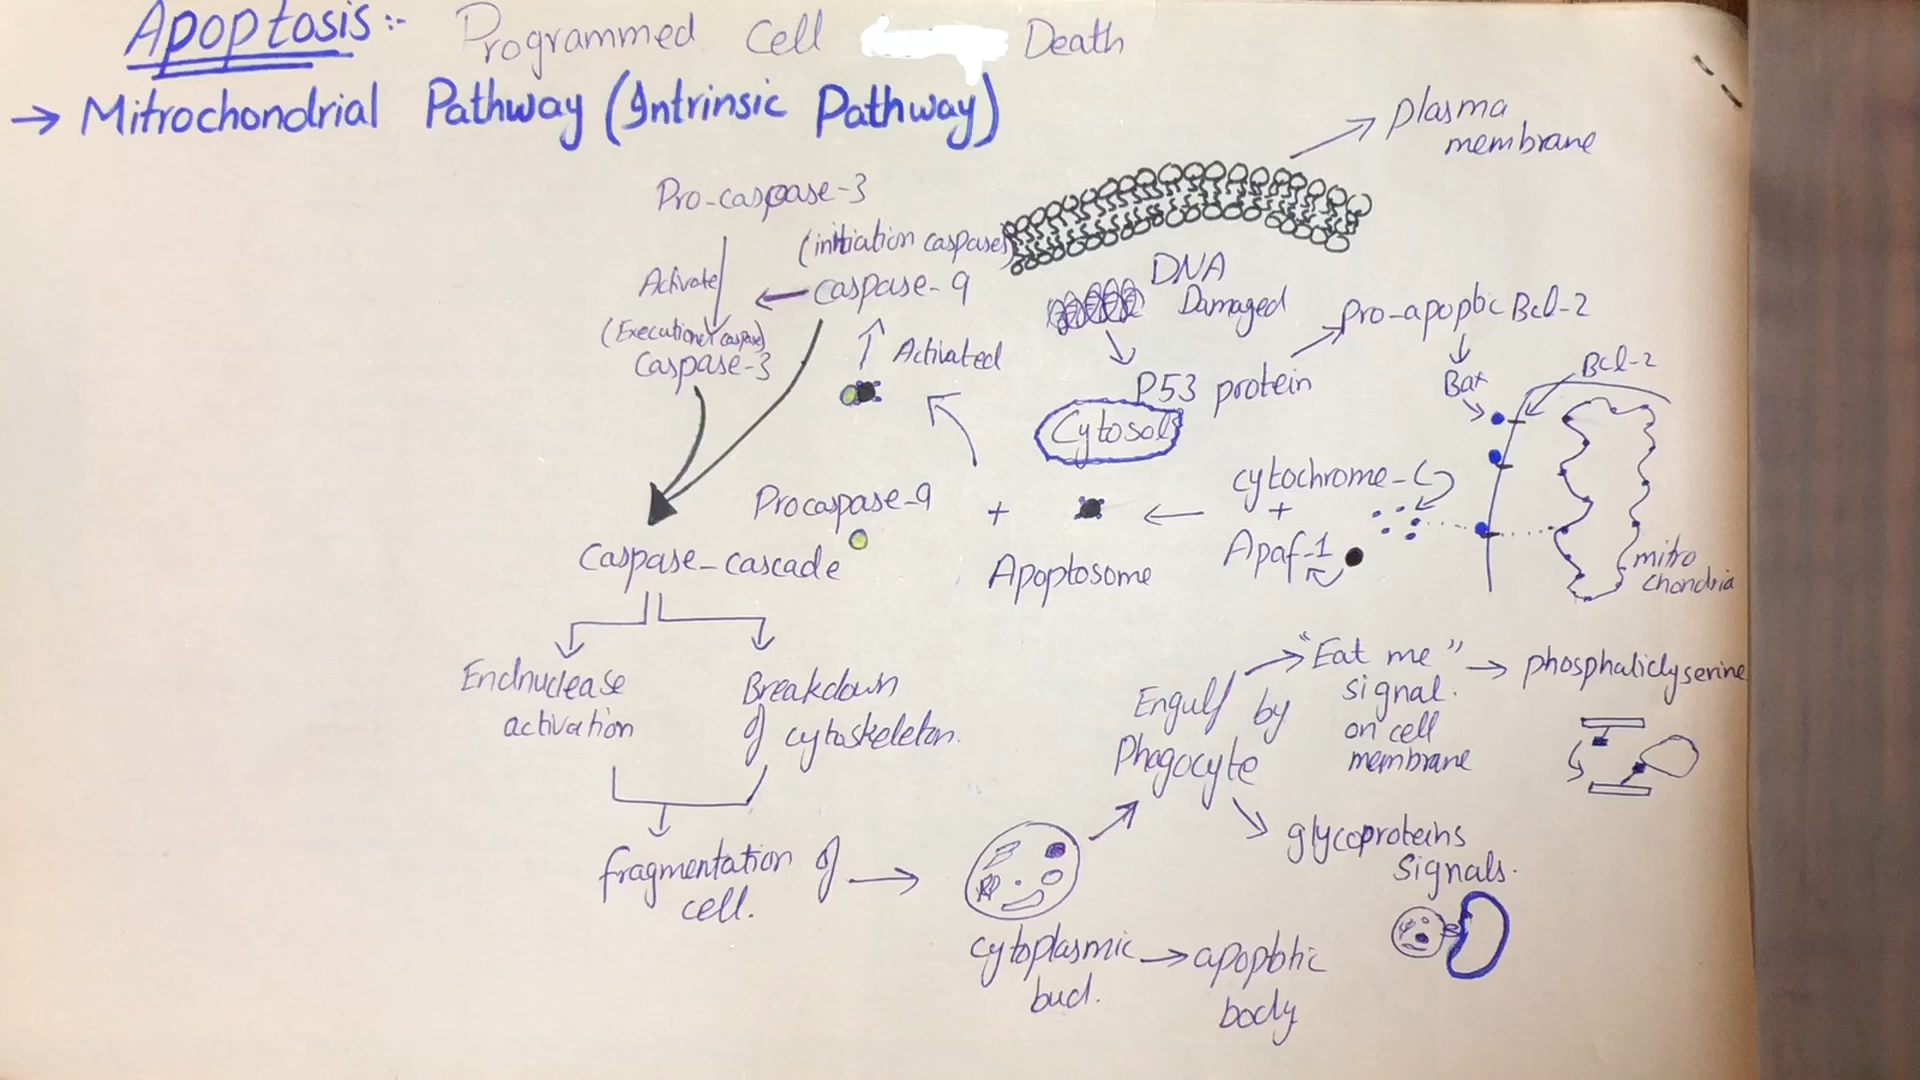 Apoptosis:- Programmed Cell Death
→ Mitrochondrial Pathway (Intrinsic Pathway)
plasma
membrane
Pro-caspase-3
(initiation caspases)
Activate
caspase-9
(Executioner caspase)
Caspase-3
Activated
DNA
Damaged
P53 protein
Pro-apoptic Bcl-2
Bax
Bcl-2
Cytosol
cytochrome-C
+
Apaf-1
mitro
chondria
Procaspase-9
+
Apoptosome
Caspase-cascade
Endnuclease
activation
Breakdown
of cytoskeleton.
fragmentation of
cell.
cytoplasmic
bud.
apoptotic
body
Engulf by
Phagocyte
"Eat me"
signal.
on cell
membrane
phosphatidyserine
glycoproteins
Signals.